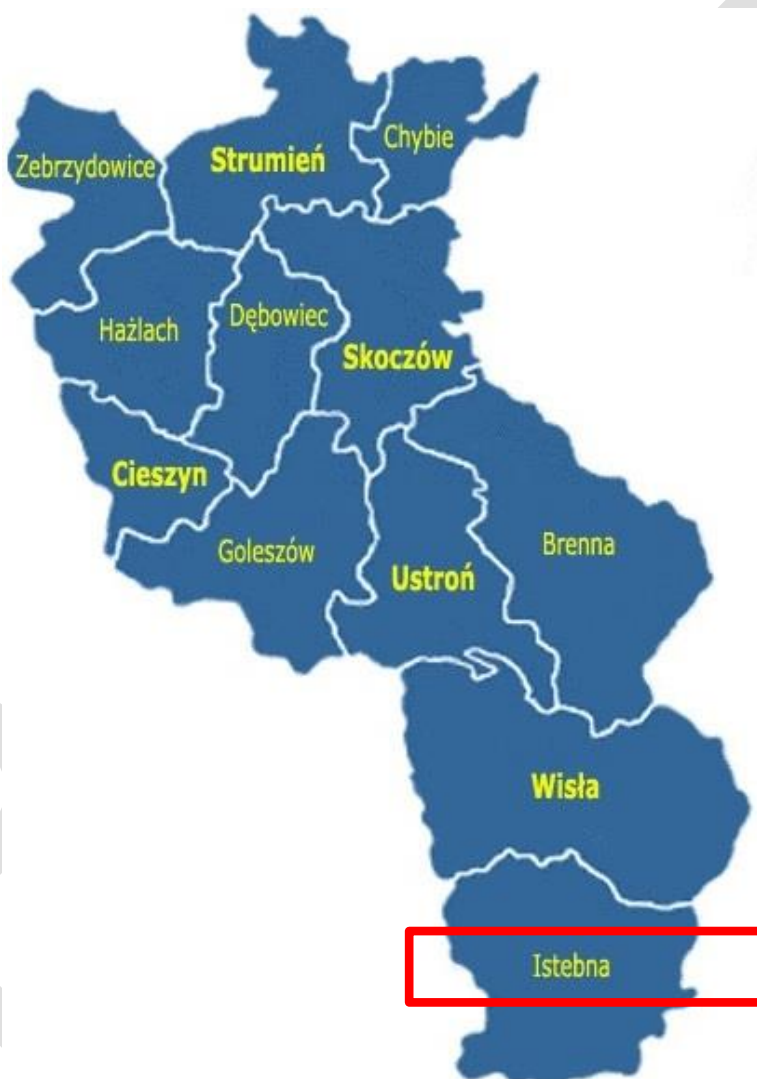 Chybie
Strumień
Zebrzydowice
Dębowiec
Hażlach
Skoczów
Cieszyn
Brenna
Goleszów
Ustroń
Wisła
Istebna